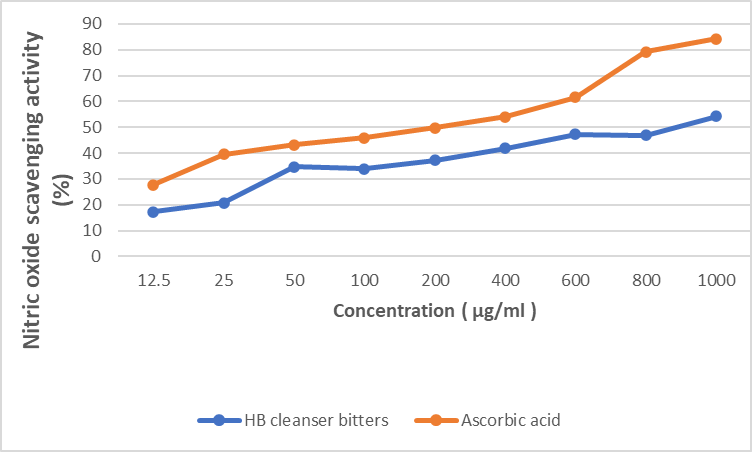 Nitric oxide scavenging activity
(%)
90
80
70
60
50
40
30
20
10
0
12.5 25 50 100 200 400 600 800 1000
Concentration ( µg/ml )
HB cleanser bitters Ascorbic acid